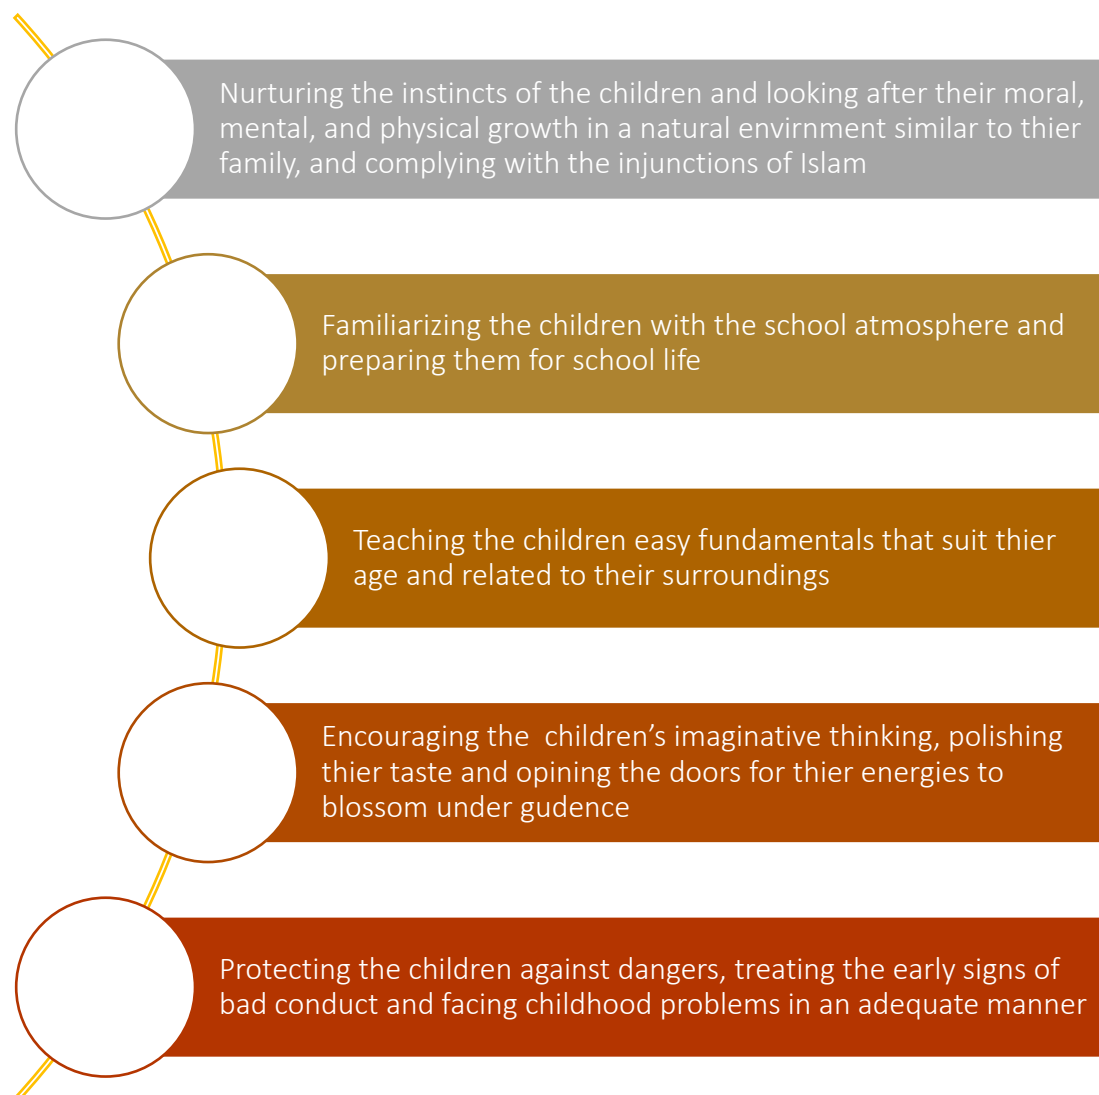 Nurturing the instincts of the children and looking after their moral,
mental, and physical growth in a natural envirnment similar to thier
family, and complying with the injunctions of Islam
Familiarizing the children with the school atmosphere and
preparing them for school life
Teaching the children easy fundamentals that suit thier
age and related to their surroundings
Encouraging the  children’s imaginative thinking, polishing
thier taste and opining the doors for thier energies to
blossom under gudence
Protecting the children against dangers, treating the early signs of
bad conduct and facing childhood problems in an adequate manner